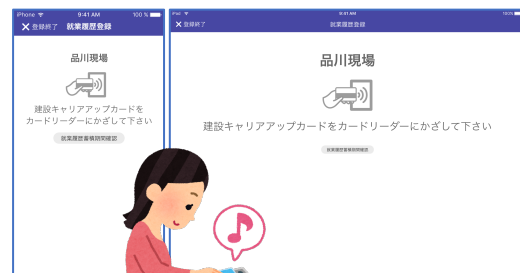 iPhone 9:41 AM 100 %
✕ 登録終了 就業履歴登録
品川現場
建設キャリアアップカードを
カードリーダーにかざして下さい
就業履歴蓄積期間確認
iPad 9:41 AM 100%
✕ 登録終了 就業履歴登録
品川現場
建設キャリアアップカードをカードリーダーにかざして下さい
就業履歴蓄積期間確認